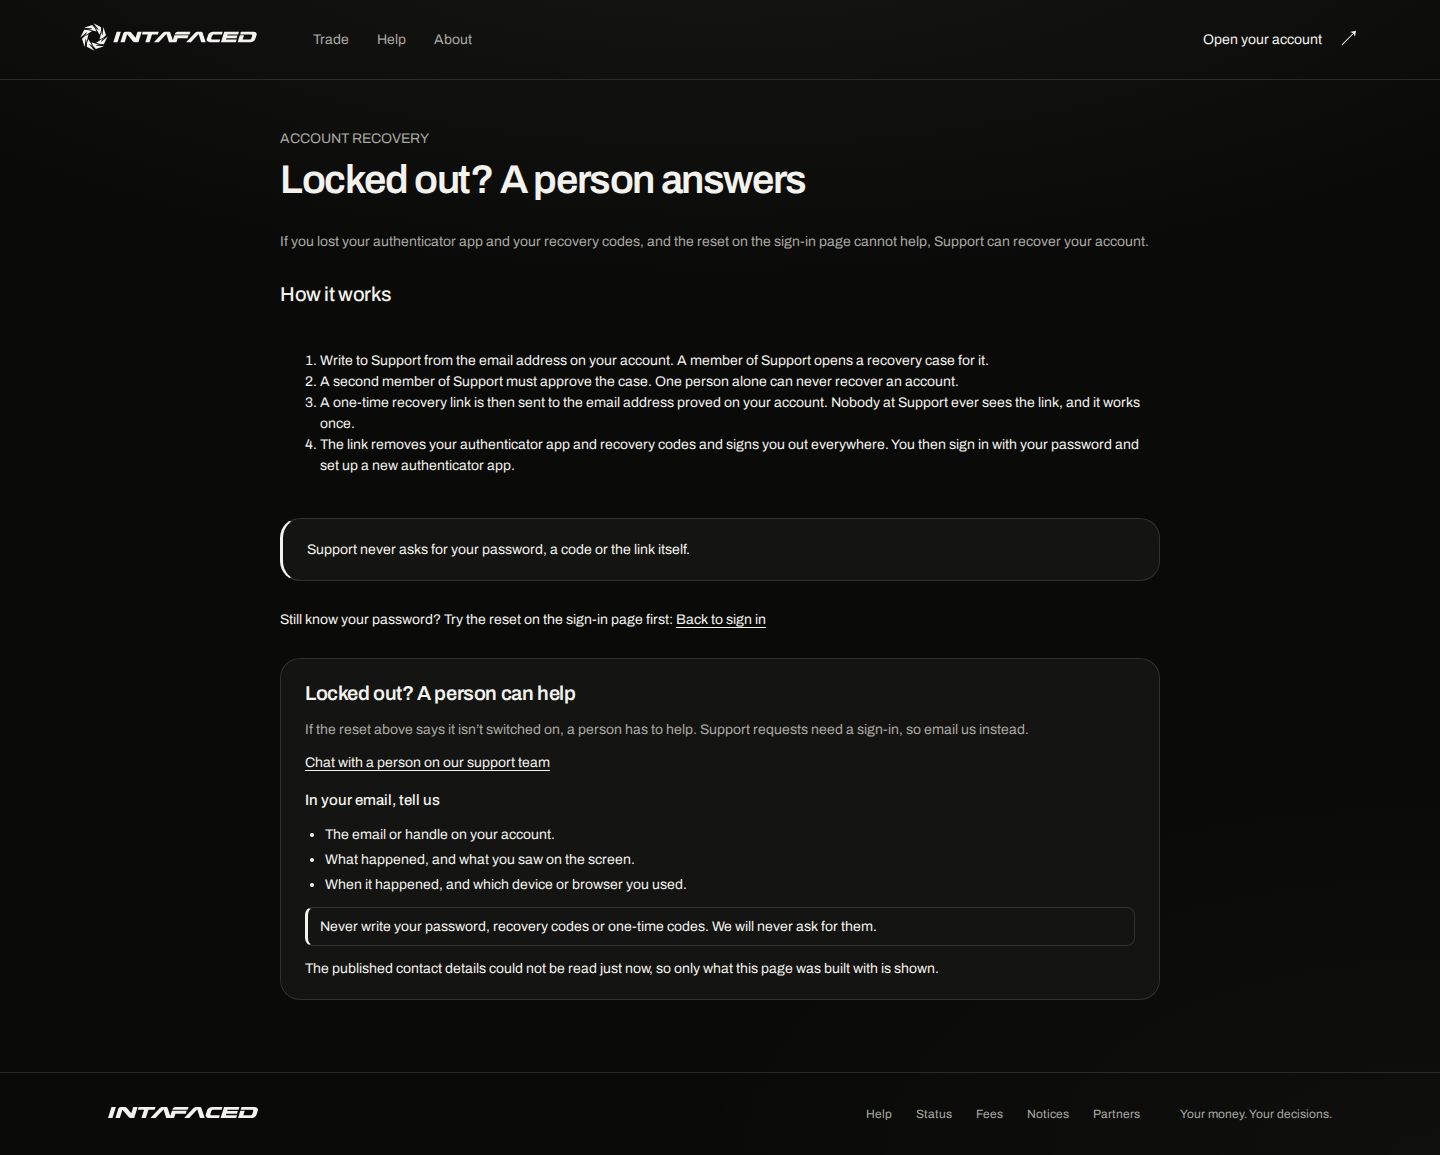 INTAFACED
Trade Help About
Open your account
ACCOUNT RECOVERY
Locked out? A person answers
If you lost your authenticator app and your recovery codes, and the reset on the sign-in page cannot help, Support can recover your account.
How it works
1. Write to Support from the email address on your account. A member of Support opens a recovery case for it.
2. A second member of Support must approve the case. One person alone can never recover an account.
3. A one-time recovery link is then sent to the email address proved on your account. Nobody at Support ever sees the link, and it works
once.
4. The link removes your authenticator app and recovery codes and signs you out everywhere. You then sign in with your password and
set up a new authenticator app.
Support never asks for your password, a code or the link itself.
Still know your password? Try the reset on the sign-in page first: Back to sign in
Locked out? A person can help
If the reset above says it isn't switched on, a person has to help. Support requests need a sign-in, so email us instead.
Chat with a person on our support team
In your email, tell us
• The email or handle on your account.
• What happened, and what you saw on the screen.
• When it happened, and which device or browser you used.
Never write your password, recovery codes or one-time codes. We will never ask for them.
The published contact details could not be read just now, so only what this page was built with is shown.
INTAFACED
Help Status Fees Notices Partners Your money. Your decisions.